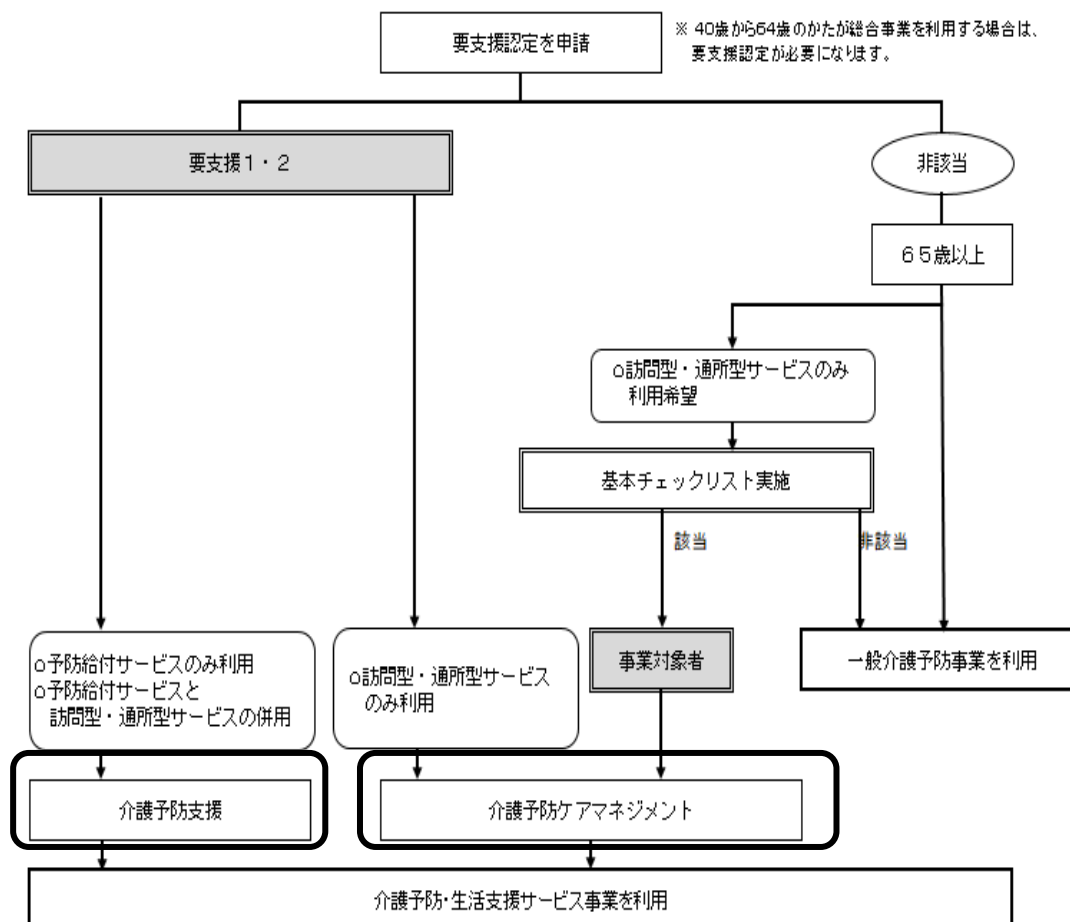 要支援認定を申請
※ 40歳から64歳のかたが総合事業を利用する場合は、
要支援認定が必要になります。
要支援１・２
非該当
６５歳以上
○訪問型・通所型サービスのみ
利用希望
基本チェックリスト実施
該当
非該当
○予防給付サービスのみ利用
○予防給付サービスと
訪問型・通所型サービスの併用
○訪問型・通所型サービス
のみ利用
事業対象者
一般介護予防事業を利用
介護予防支援
介護予防ケアマネジメント
介護予防・生活支援サービス事業を利用